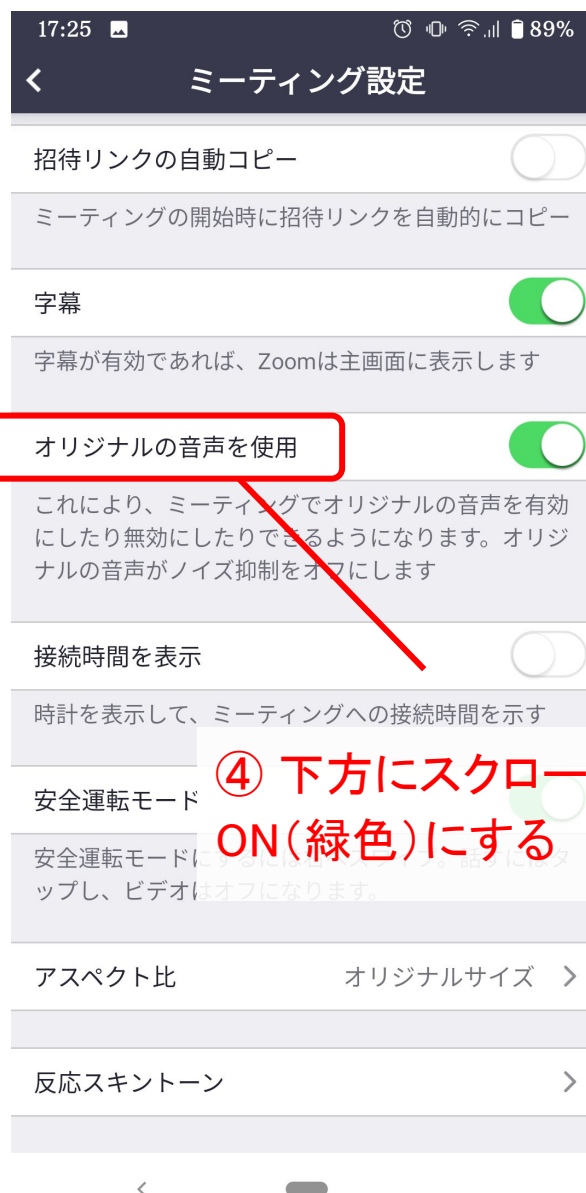 17:25
89%
ミーティング設定
招待リンクの自動コピー
ミーティングの開始時に招待リンクを自動的にコピー
字幕
字幕が有効であれば、Zoomは主画面に表示します
オリジナルの音声を使用
これにより、ミーティングでオリジナルの音声を有効
にしたり無効にしたりできるようになります。オリジ
ナルの音声がノイズ抑制をオフにします
接続時間を表示
時計を表示して、ミーティングへの接続時間を示す
④ 下方にスクロー
安全運転モード
ON(緑色)にする
安全運転モードにするには
話すにはタ
ップし、ビデオはオフになります。
アスペクト比
オリジナルサイズ
反応スキントーン